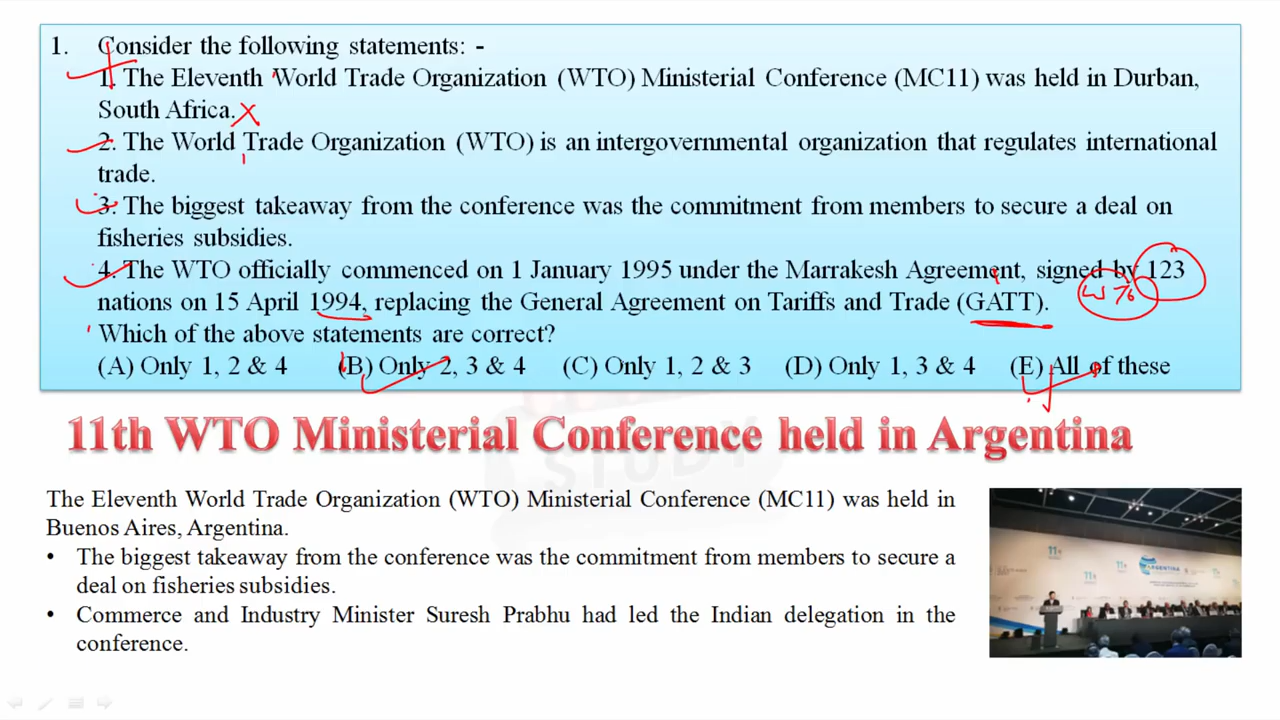 1. Consider the following statements: -
1. The Eleventh World Trade Organization (WTO) Ministerial Conference (MC11) was held in Durban,
South Africa.
2. The World Trade Organization (WTO) is an intergovernmental organization that regulates international
trade.
3. The biggest takeaway from the conference was the commitment from members to secure a deal on
fisheries subsidies.
4. The WTO officially commenced on 1 January 1995 under the Marrakesh Agreement, signed by 123
nations on 15 April 1994, replacing the General Agreement on Tariffs and Trade (GATT).
Which of the above statements are correct?
(A) Only 1, 2 & 4 (B) Only 2, 3 & 4 (C) Only 1, 2 & 3 (D) Only 1, 3 & 4 (E) All of these
11th WTO Ministerial Conference held in Argentina
STUDY
The Eleventh World Trade Organization (WTO) Ministerial Conference (MC11) was held in
Buenos Aires, Argentina.
• The biggest takeaway from the conference was the commitment from members to secure a
deal on fisheries subsidies.
• Commerce and Industry Minister Suresh Prabhu had led the Indian delegation in the
conference.
11
ARGENTINA
11
11